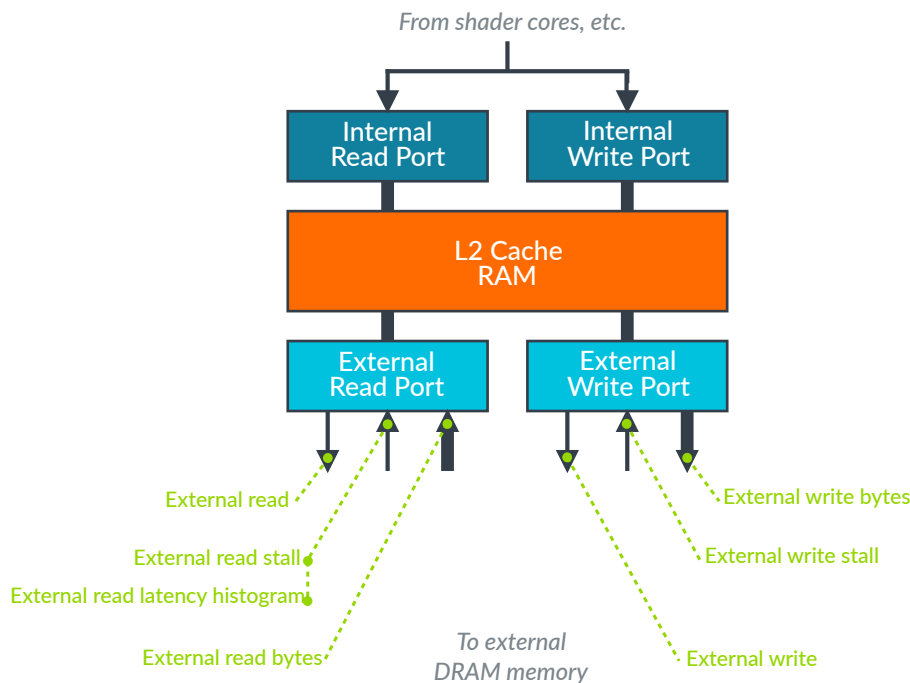 From shader cores, etc.
Internal
Read Port
Internal
Write Port
L2 Cache
RAM
External
Read Port
External
Write Port
External read
External write bytes
External read stall
External write stall
External read latency histogram
External read bytes
To external
DRAM memory
External write